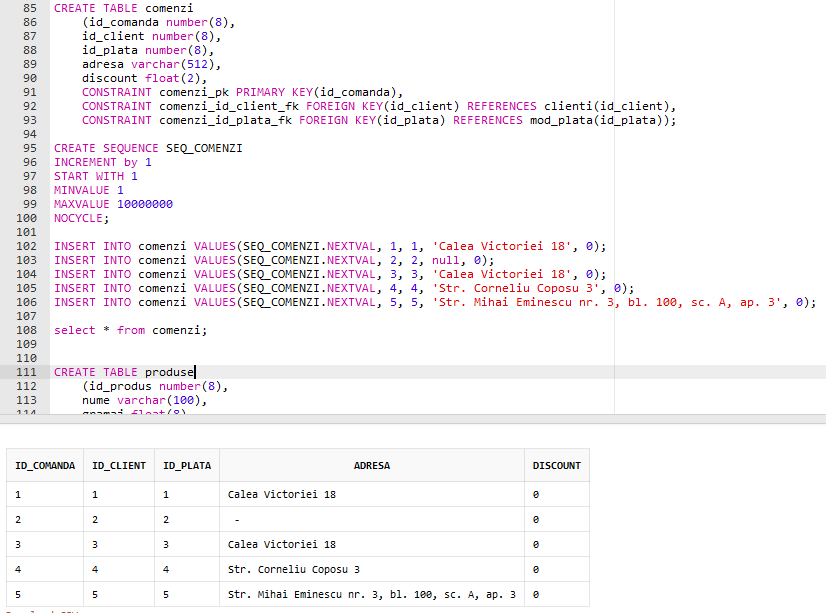 85 CREATE TABLE comenzi
86 (id_comanda number(8),
87 id_client number(8),
88 id_plata number(8),
89 adresa varchar(512),
90 discount float(2),
91 CONSTRAINT comenzi_pk PRIMARY KEY(id_comanda),
92 CONSTRAINT comenzi_id_client_fk FOREIGN KEY(id_client) REFERENCES clienti(id_client),
93 CONSTRAINT comenzi_id_plata_fk FOREIGN KEY(id_plata) REFERENCES mod_plata(id_plata));
94
95 CREATE SEQUENCE SEQ_COMENZI
96 INCREMENT by 1
97 START WITH 1
98 MINVALUE 1
99 MAXVALUE 10000000
100 NOCYCLE;
101
102 INSERT INTO comenzi VALUES(SEQ_COMENZI.NEXTVAL, 1, 1, 'Calea Victoriei 18', 0);
103 INSERT INTO comenzi VALUES(SEQ_COMENZI.NEXTVAL, 2, 2, null, 0);
104 INSERT INTO comenzi VALUES(SEQ_COMENZI.NEXTVAL, 3, 3, 'Calea Victoriei 18', 0);
105 INSERT INTO comenzi VALUES(SEQ_COMENZI.NEXTVAL, 4, 4, 'Str. Corneliu Coposu 3', 0);
106 INSERT INTO comenzi VALUES(SEQ_COMENZI.NEXTVAL, 5, 5, 'Str. Mihai Eminescu nr. 3, bl. 100, sc. A, ap. 3', 0);
107
108 select * from comenzi;
109
110
111 CREATE TABLE produse
112 (id_produs number(8),
113 nume varchar(100),
114 gramaj float(8)
ID_COMANDA ID_CLIENT ID_PLATA ADRESA DISCOUNT
1 1 1 Calea Victoriei 18 0
2 2 2 - 0
3 3 3 Calea Victoriei 18 0
4 4 4 Str. Corneliu Coposu 3 0
5 5 5 Str. Mihai Eminescu nr. 3, bl. 100, sc. A, ap. 3 0